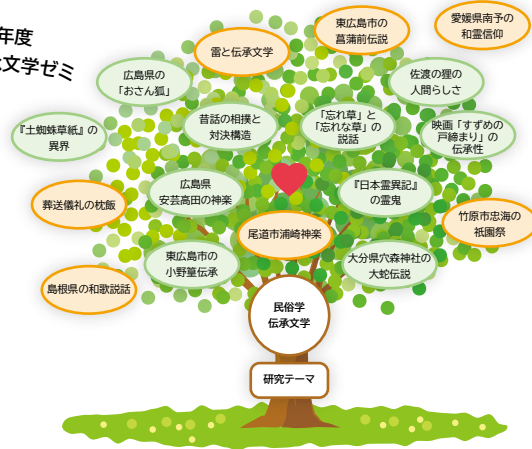 年度
文学ゼミ
雷と伝承文学
東広島市の
菖蒲前伝説
愛媛県南予の
和霊信仰
広島県の
「おさん狐」
佐渡の狸の
人間らしさ
『土蜘蛛草紙』の
異界
昔話の相撲と
対決構造
「忘れ草」と
「忘れな草」の
説話
映画「すずめの
戸締まり」の
伝承性
葬送儀礼の枕飯
広島県
安芸高田の神楽
『日本霊異記』
の霊鬼
尾道市浦崎神楽
竹原市忠海の
祇園祭
島根県の和歌説話
東広島市の
小野篁伝承
大分県穴森神社の
大蛇伝説
民俗学
伝承文学
研究テーマ